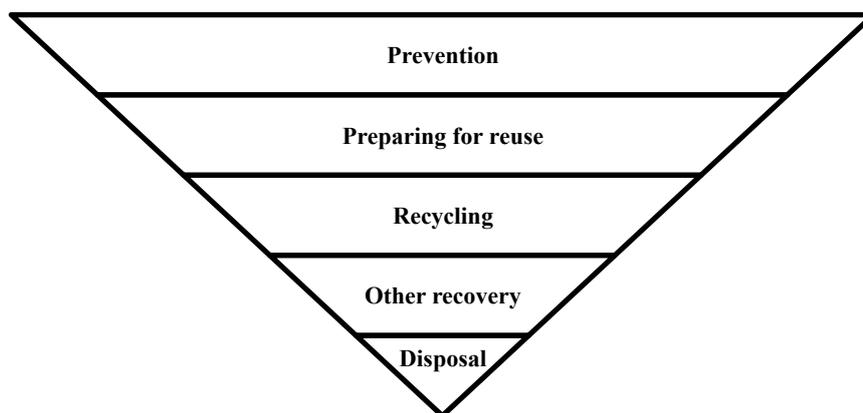 Prevention
Preparing for reuse
Recycling
Other recovery
Disposal